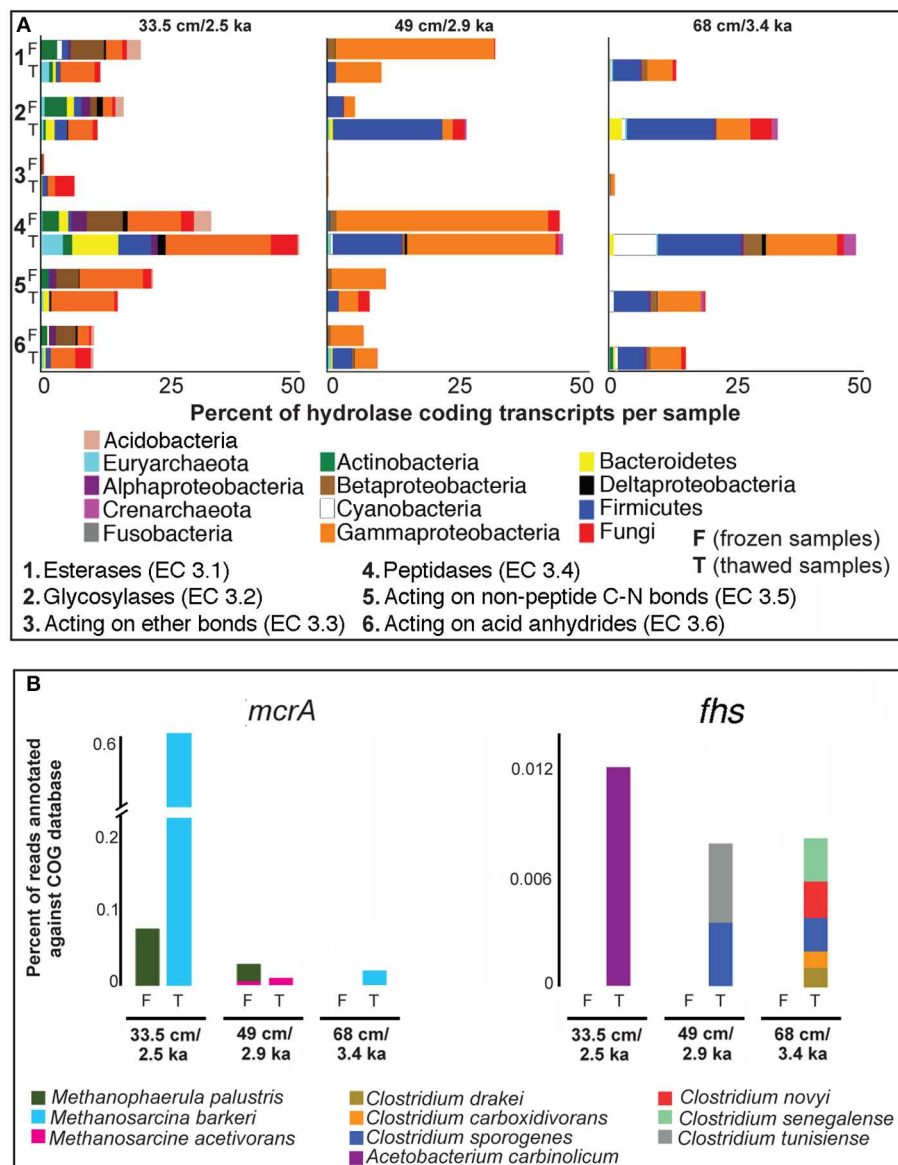 A
33.5 cm/2.5 ka 49 cm/2.9 ka 68 cm/3.4 ka
1 F
T
2 F
T
3 F
T
4 F
T
5 F
T
6 F
T
0 25 50 0 25 50 0 25 50
Percent of hydrolase coding transcripts per sample
Acidobacteria
Euryarchaeota Actinobacteria Bacteroidetes
Alphaproteobacteria Betaproteobacteria Deltaproteobacteria
Crenarchaeota Cyanobacteria Firmicutes
Fusobacteria Gammaproteobacteria Fungi
F (frozen samples)
T (thawed samples)
1. Esterases (EC 3.1) 4. Peptidases (EC 3.4)
2. Glycosylases (EC 3.2) 5. Acting on non-peptide C-N bonds (EC 3.5)
3. Acting on ether bonds (EC 3.3) 6. Acting on acid anhydrides (EC 3.6)
B
mcrA fhs
Percent of reads annotated
against COG database
0.6
0.2
0.1
0
0.012
0.006
0
F T F T F T F T F T F T
33.5 cm/ 49 cm/ 68 cm/ 33.5 cm/ 49 cm/ 68 cm/
2.5 ka 2.9 ka 3.4 ka 2.5 ka 2.9 ka 3.4 ka
Methanophaerula palustris Clostridium drakei Clostridium novyi
Methanosarcina barkeri Clostridium carboxidivorans Clostridium senegalense
Methanosarcine acetivorans Clostridium sporogenes Clostridium tunisiense
Acetobacterium carbinolicum